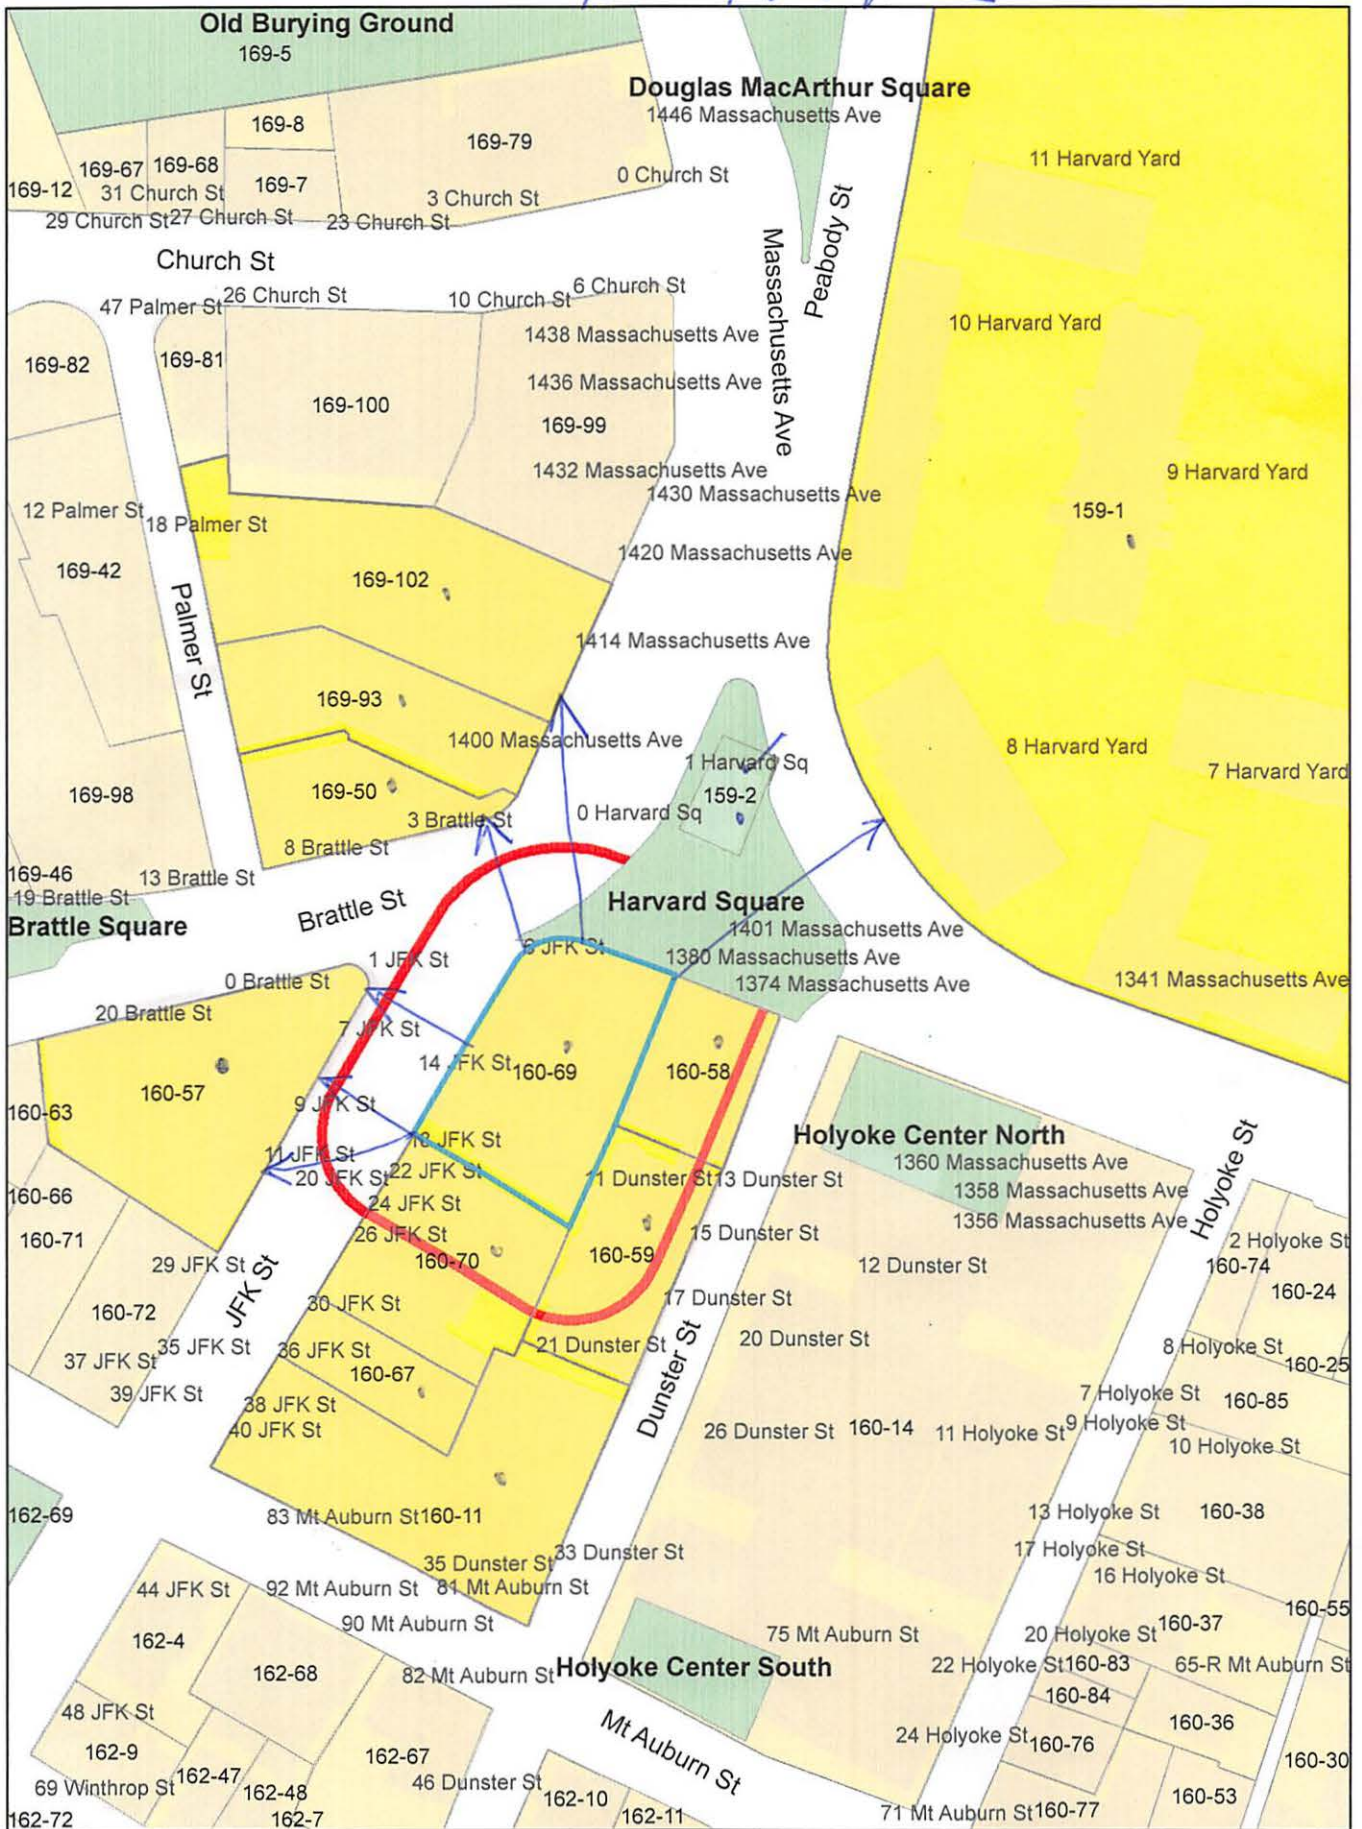 Old Burying Ground
169-5
Douglas MacArthur Square
1446 Massachusetts Ave
169-8
169-79
11 Harvard Yard
169-67
169-68
169-12
31 Church St
169-7
0 Church St
3 Church St
29 Church St
27 Church St
23 Church St
Peabody St
Massachusetts Ave
Church St
26 Church St
10 Church St
6 Church St
47 Palmer St
1438 Massachusetts Ave
10 Harvard Yard
169-82
169-81
1436 Massachusetts Ave
169-100
169-99
1432 Massachusetts Ave
9 Harvard Yard
1430 Massachusetts Ave
12 Palmer St
18 Palmer St
159-1
1420 Massachusetts Ave
169-42
169-102
Palmer St
1414 Massachusetts Ave
169-93
1400 Massachusetts Ave
8 Harvard Yard
1 Harvard Sq
7 Harvard Yard
169-98
169-50
159-2
3 Brattle St
0 Harvard Sq
8 Brattle St
169-46
13 Brattle St
19 Brattle St
Brattle St
Harvard Square
Brattle Square
1401 Massachusetts Ave
6 JFK St
1 JFK St
1380 Massachusetts Ave
0 Brattle St
1374 Massachusetts Ave
1341 Massachusetts Ave
20 Brattle St
7 JFK St
14 JFK St
160-69
160-58
160-57
9 JFK St
160-63
18 JFK St
Holyoke Center North
11 JFK St
1360 Massachusetts Ave
20 JFK St
22 JFK St
11 Dunster St
13 Dunster St
160-66
24 JFK St
1358 Massachusetts Ave
Holyoke St
1356 Massachusetts Ave
160-71
26 JFK St
15 Dunster St
2 Holyoke St
160-70
160-59
29 JFK St
12 Dunster St
160-74
160-24
JFK St
30 JFK St
17 Dunster St
160-72
35 JFK St
36 JFK St
21 Dunster St
20 Dunster St
8 Holyoke St
37 JFK St
160-67
160-25
39 JFK St
Dunster St
7 Holyoke St
160-85
38 JFK St
40 JFK St
26 Dunster St
160-14
11 Holyoke St
9 Holyoke St
10 Holyoke St
162-69
83 Mt Auburn St
160-11
13 Holyoke St
160-38
35 Dunster St
33 Dunster St
17 Holyoke St
44 JFK St
92 Mt Auburn St
81 Mt Auburn St
16 Holyoke St
90 Mt Auburn St
160-55
162-4
75 Mt Auburn St
20 Holyoke St
160-37
162-68
82 Mt Auburn St
Holyoke Center South
22 Holyoke St
160-83
65-R Mt Auburn St
48 JFK St
160-84
Mt Auburn St
24 Holyoke St
160-36
162-9
162-67
160-76
160-30
69 Winthrop St
162-47
162-48
46 Dunster St
162-10
160-53
162-72
162-7
162-11
71 Mt Auburn St
160-77